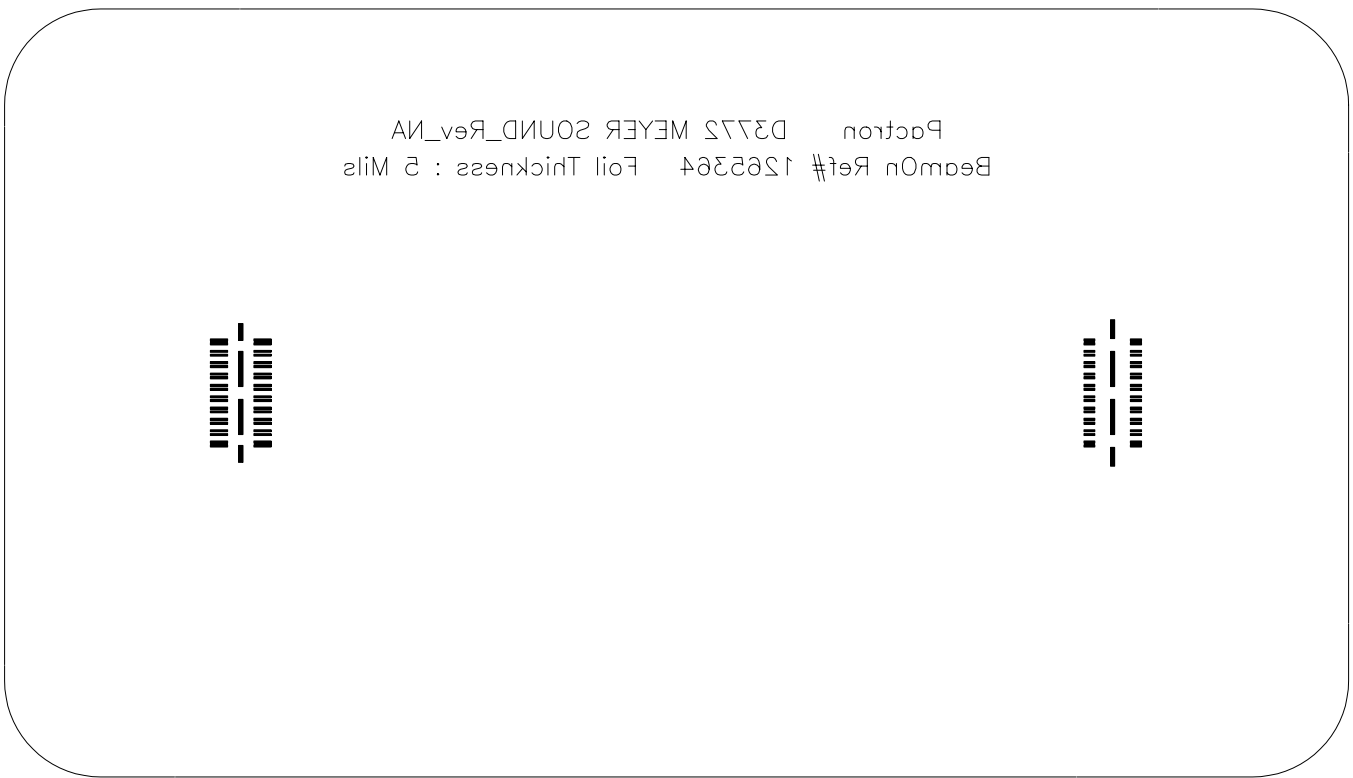 Pactron D3772 MEYER SOUND_Rev_NA
BeamOn Ref# 1265364 Foil Thickness : 5 Mils